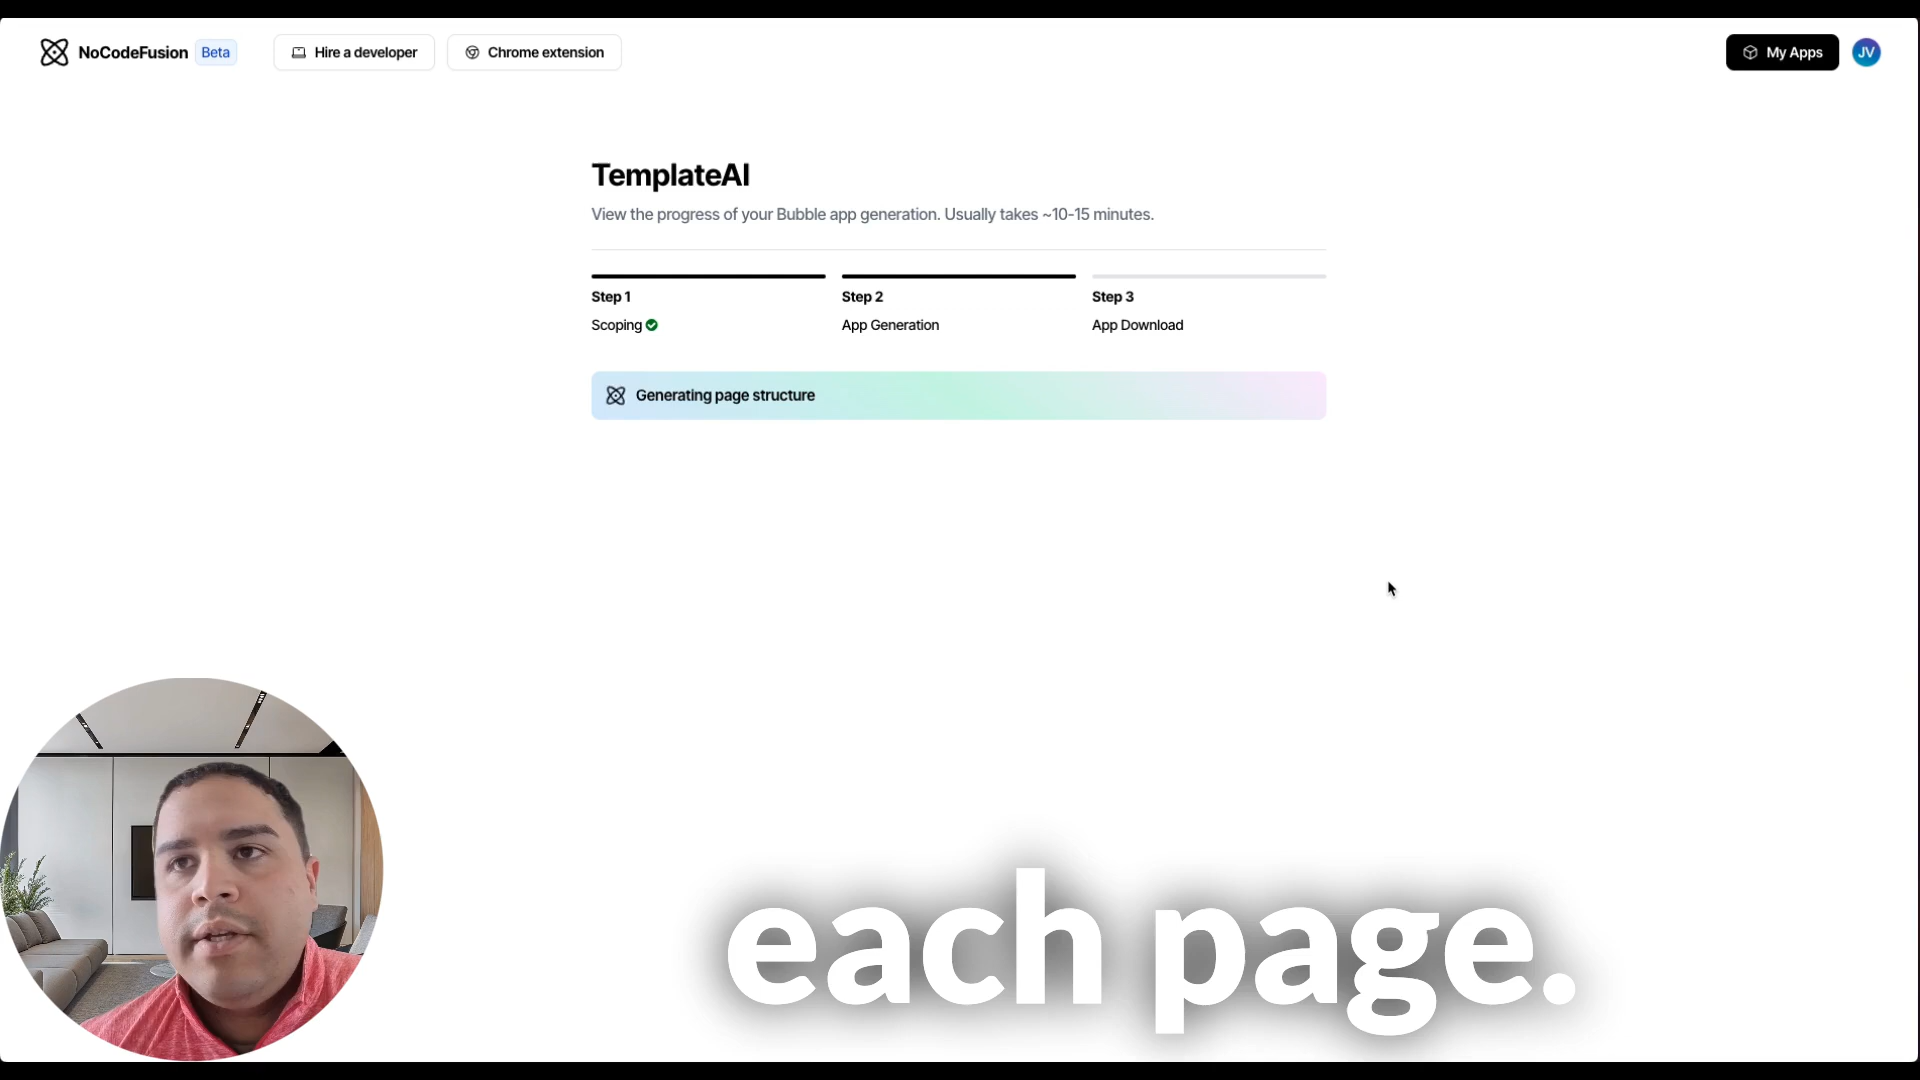 NoCodeFusion Beta
Hire a developer
Chrome extension
My Apps
JV
TemplateAI
View the progress of your Bubble app generation. Usually takes ~10-15 minutes.
Step 1
Scoping
Step 2
App Generation
Step 3
App Download
Generating page structure
each page.